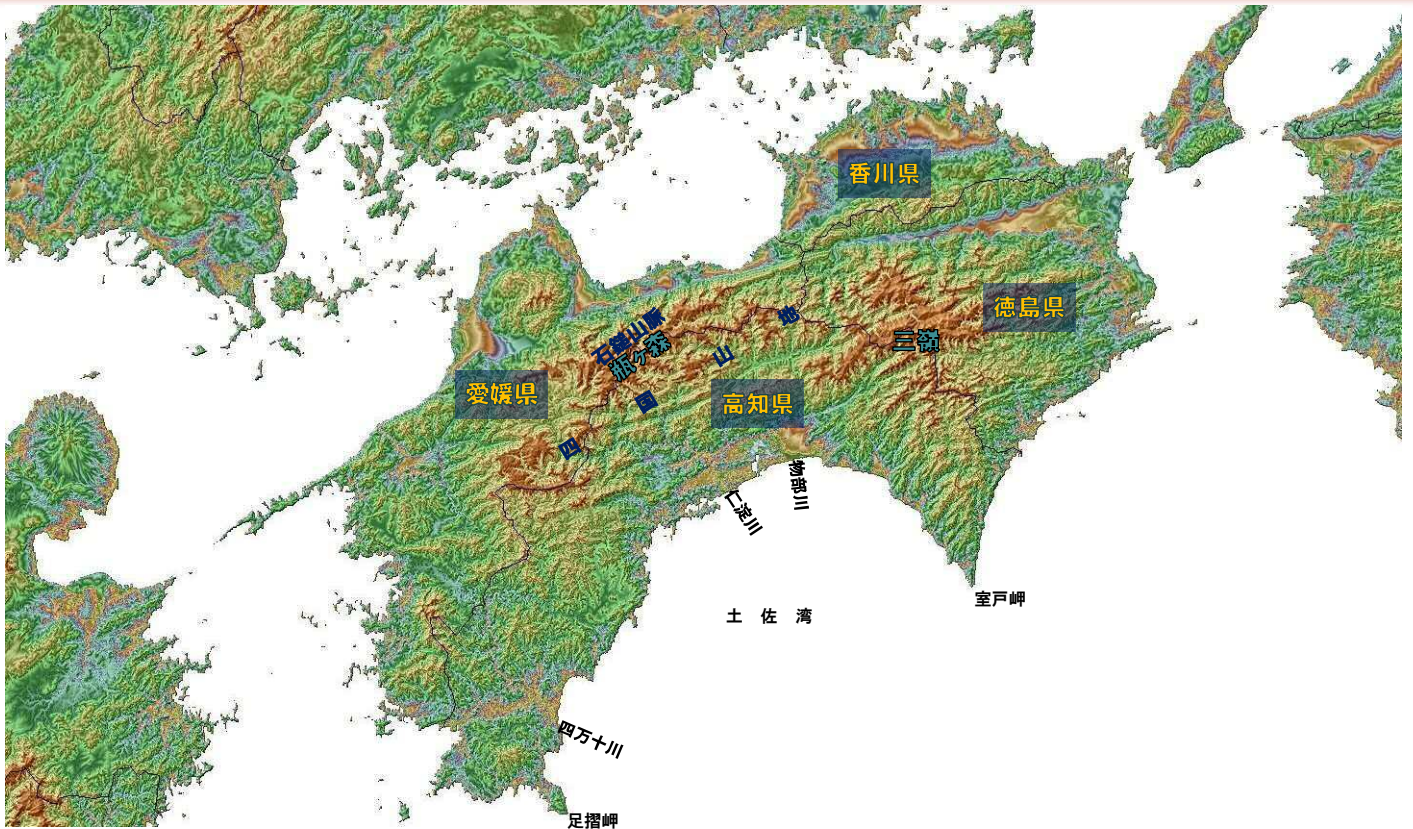 香川県
徳島県
石鎚山脈
瓶ヶ森
三嶺
愛媛県
高知県
四国山地
物部川
仁淀川
室戸岬
土佐湾
四万十川
足摺岬